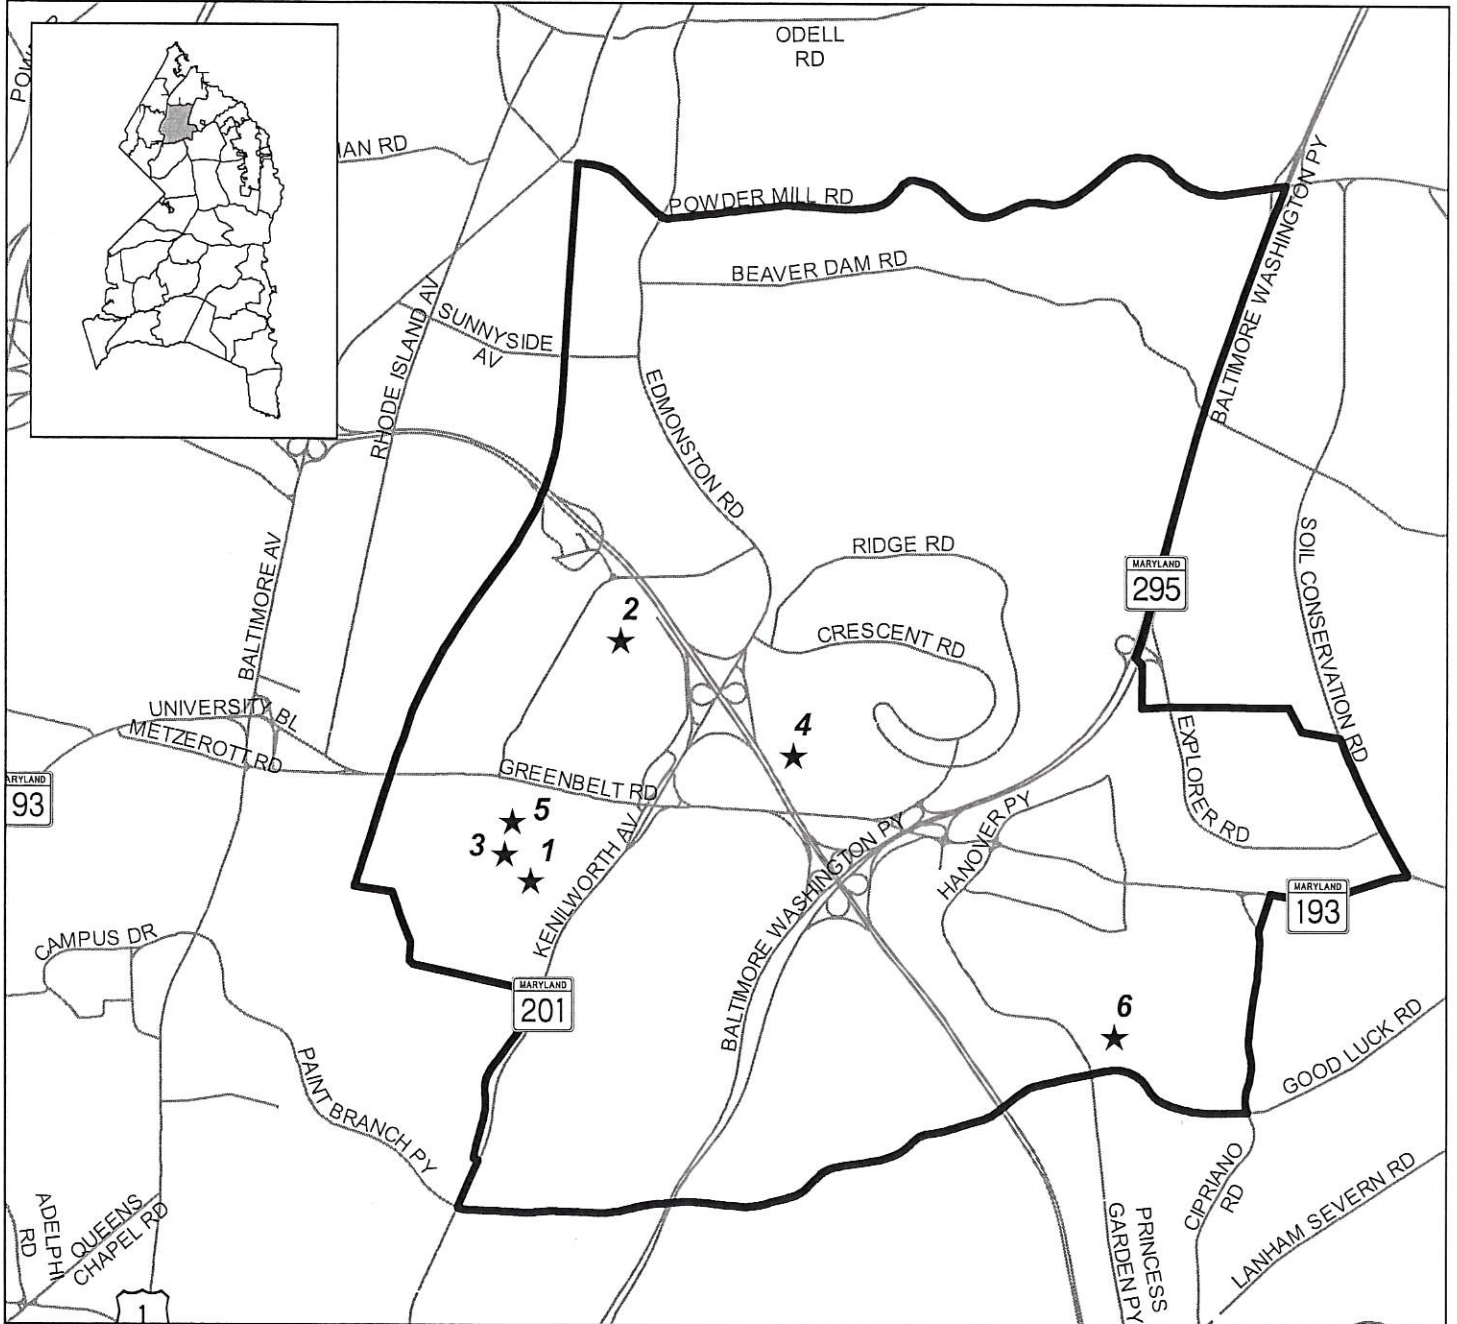 ODELL
RD
POWDER MILL RD
BEAVER DAM RD
BALTIMORE WASHINGTON PY
SUNNYSIDE
AV
RHODE ISLAND AV
EDMONSTON RD
SOIL CONSERVATION RD
RIDGE RD
MARYLAND
295
BALTIMORE AV
2
CRESCENT RD
4
UNIVERSITY BL
METZEROTT RD
GREENBELT RD
EXPLORER RD
93
5
3
1
KENILWORTH AV
BALTIMORE WASHINGTON PY
HANOVER PY
MARYLAND
193
CAMPUS DR
MARYLAND
201
6
GOOD LUCK RD
PAINT BRANCH PY
CIPRIANO
RD
LANHAM SEVERN RD
ADELPHI
RD
QUEENS
CHAPEL RD
PRINCESS
GARDEN PY
1